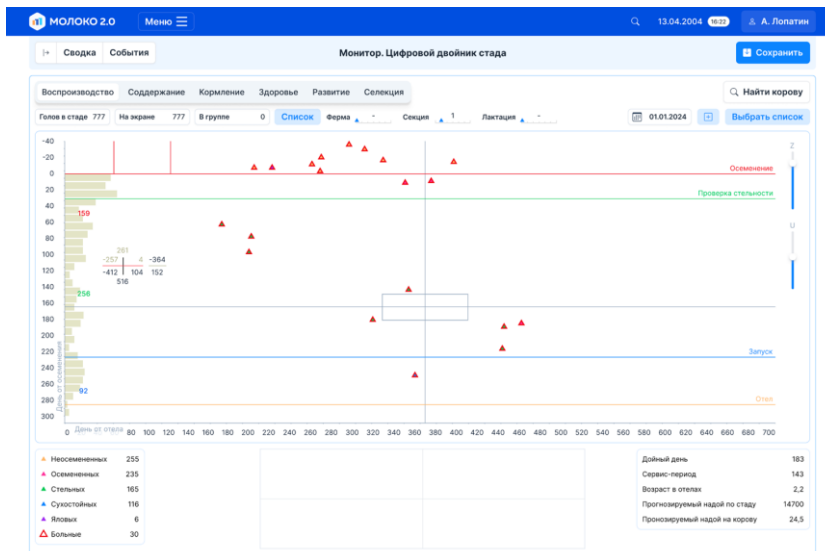 МОЛОКО 2.0 Меню 13.04.2004 16:22 А. Лопатин
Сводка События Монитор. Цифровой двойник стада Сохранить
Воспроизводство Содержание Кормление Здоровье Развитие Селекция Найти корову
Голов в стаде 777 На экране 777 В группе 0 Список Ферма - Секция 1 Лактация - 01.01.2024 Выбрать список
-40
Z
-20
Осеменение
0
20
Проверка стельности
40
159
60
80
U
100
261
-257 4 -364
120
-412 104 152
516
140
256
160
180
200
220
Запуск
240
260
92
280
Отел
300
День от осеменения
0 День от отела 80 100 120 140 160 180 200 220 240 260 280 300 320 340 360 380 400 420 440 460 480 500 520 540 560 580 600 620 640 660 680 700
Неосемененных 255
Осемененных 235
Стельных 165
Сухостойных 116
Яловых 6
Больные 30
Дойный день 183
Сервис-период 143
Возраст в отелах 2,2
Прогнозируемый надой по стаду 14700
Пронозируемый надой на корову 24,5